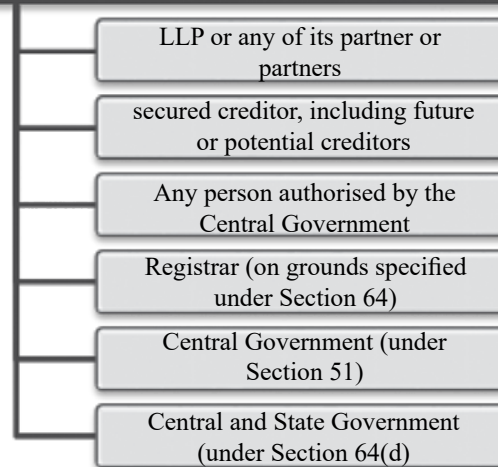 LLP or any of its partner or
partners
secured creditor, including future
or potential creditors
Any person authorised by the
Central Government
Registrar (on grounds specified
under Section 64)
Central Government (under
Section 51)
Central and State Government
(under Section 64(d)